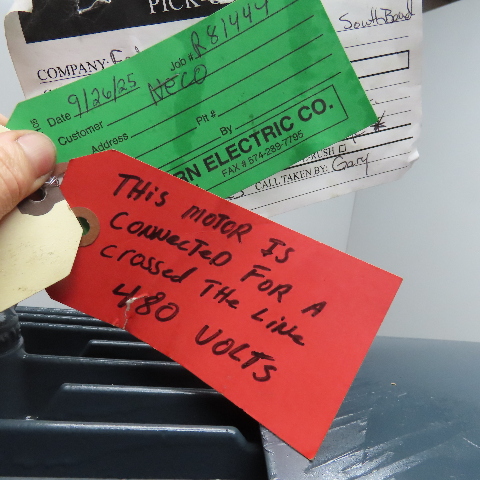 PICK-
South Bend
COMPANY:
Job # R81444
Date 9/26/25
Customer NECO
Address
Pit #
By
RN ELECTRIC CO.
FAX # 574-289-7795
RUSH
CALL TAKEN BY: Gary
THIS MOTOR IS
CONNECTED FOR A
crossed THE LINE
480 VOLTS